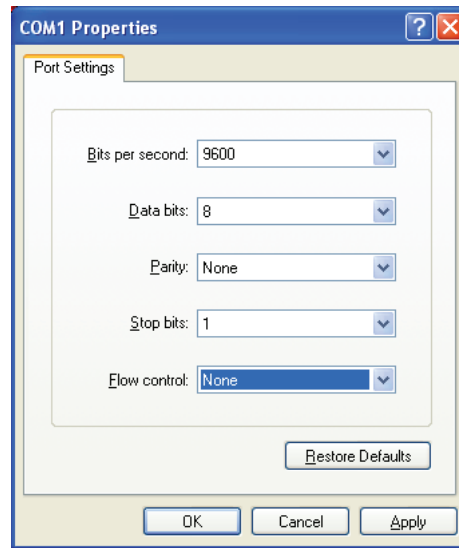 COM1 Properties
Port Settings
Bits per second: 9600
Data bits: 8
Parity: None
Stop bits: 1
Flow control: None
Restore Defaults
OK Cancel Apply